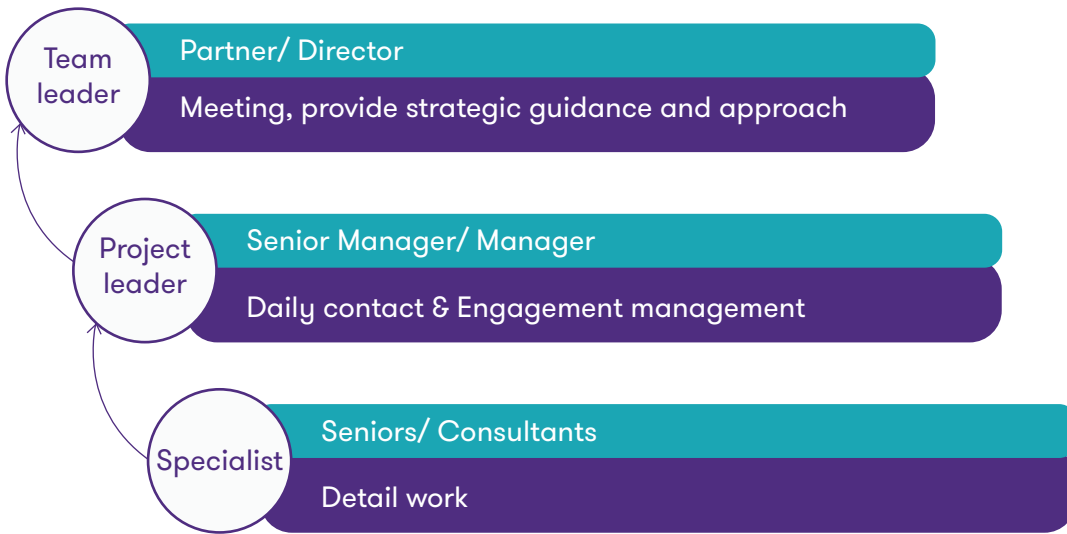 Team
leader
Partner/ Director
Meeting, provide strategic guidance and approach
Project
leader
Senior Manager/ Manager
Daily contact & Engagement management
Specialist
Seniors/ Consultants
Detail work